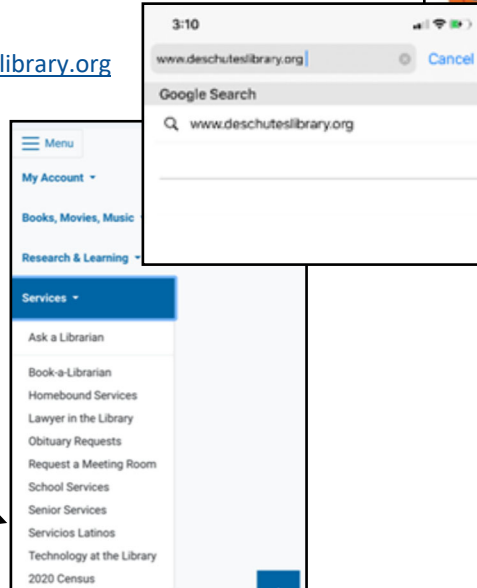 library.org
3:10
www.deschuteslibrary.org
Cancel
Google Search
www.deschuteslibrary.org
Menu
My Account
Books, Movies, Music
Research & Learning
Services
Ask a Librarian
Book-a-Librarian
Homebound Services
Lawyer in the Library
Obituary Requests
Request a Meeting Room
School Services
Senior Services
Servicios Latinos
Technology at the Library
2020 Census